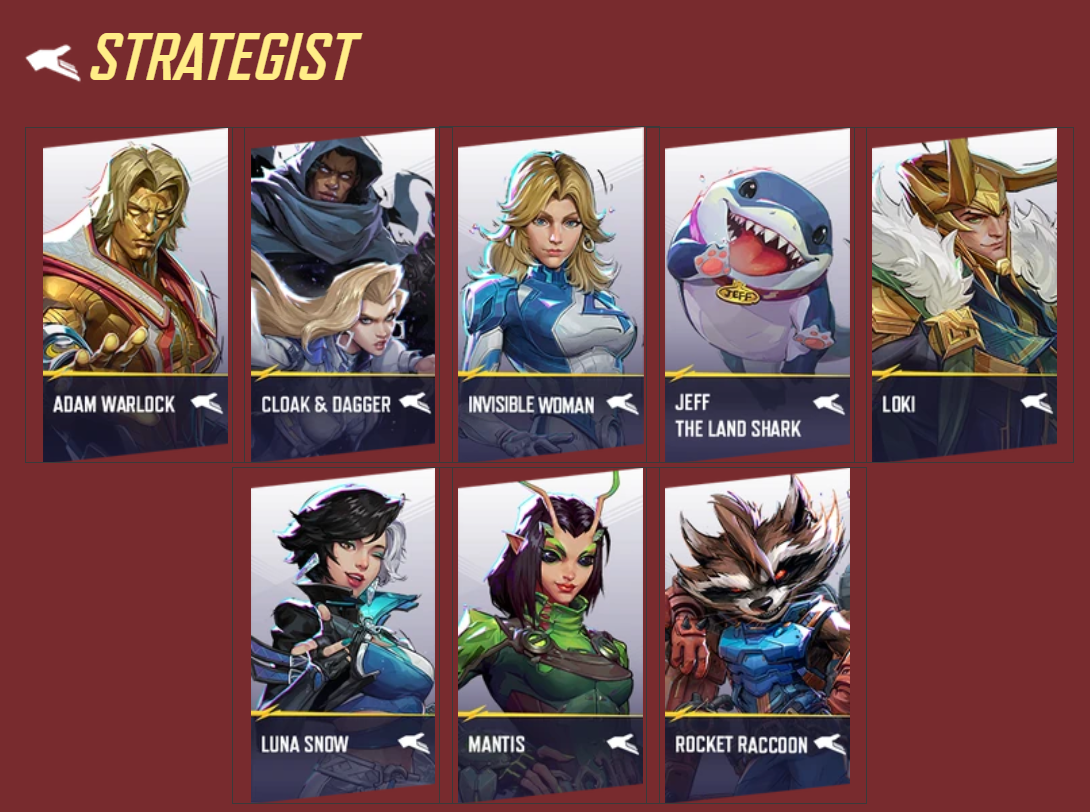 STRATEGIST
ADAM WARLOCK
CLOAK & DAGGER
INVISIBLE WOMAN
JEFF
JEFF
THE LAND SHARK
LOKI
LUNA SNOW
MANTIS
ROCKET RACCOON